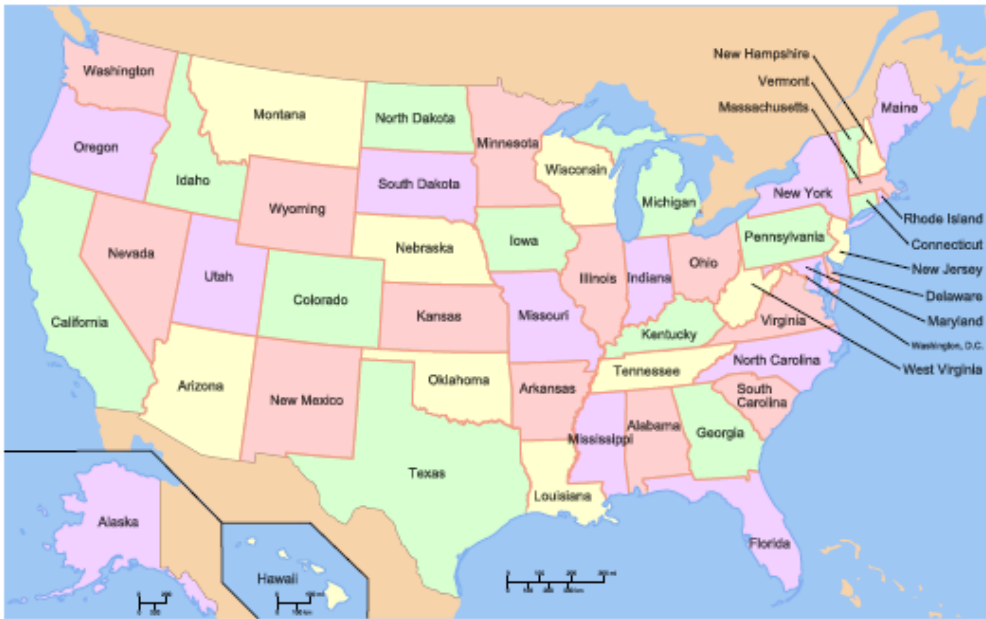 New Hampshire
Vermont
Massachusetts
Washington
Montana
North Dakota
Minnesota
Maine
Oregon
Idaho
Wisconsin
South Dakota
Michigan
New York
Wyoming
Rhode Island
Pennsylvania
Connecticut
Nebraska
Iowa
Nevada
Ohio
New Jersey
Utah
Illinois
Indiana
Colorado
Delaware
Kansas
Missouri
California
Virginia
Maryland
Kentucky
Washington, D.C.
North Carolina
West Virginia
Tennessee
Arizona
Oklahoma
Arkansas
South
Carolina
New Mexico
Alabama
Georgia
Mississippi
Texas
Louisiana
Alaska
Florida
Hawaii